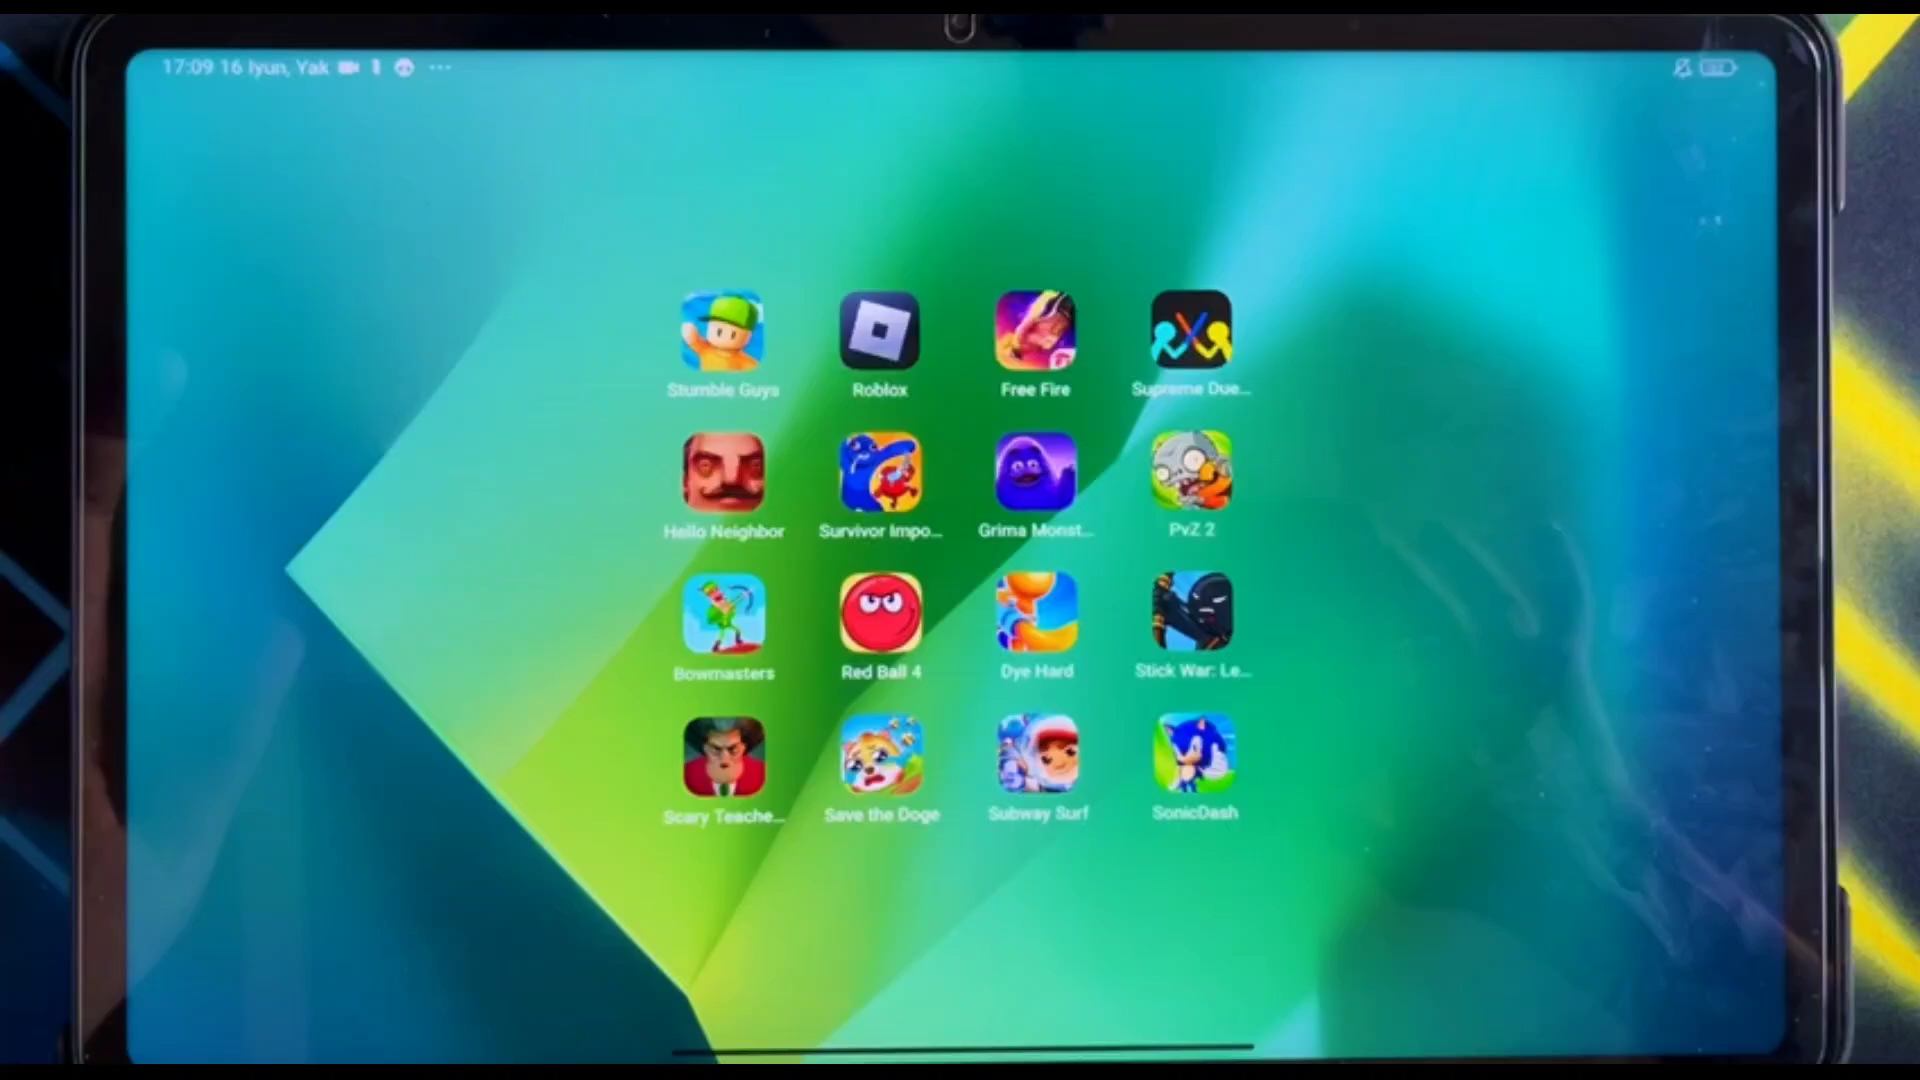 17:09 16 Iyun, Yak
Stumble Guys Roblox Free Fire Supreme Due...
Hello Neighbor Survivor Impo... Grima Monst... PvZ 2
Bowmasters Red Ball 4 Dye Hard Stick War: Le...
Scary Teache... Save the Doge Subway Surf SonicDash